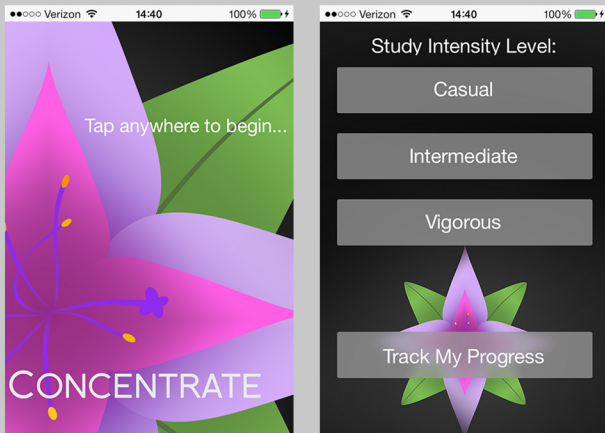 Verizon 14:40 100%
Tap anywhere to begin...
CONCENTRATE
Verizon 14:40 100%
Study Intensity Level:
Casual
Intermediate
Vigorous
Track My Progress